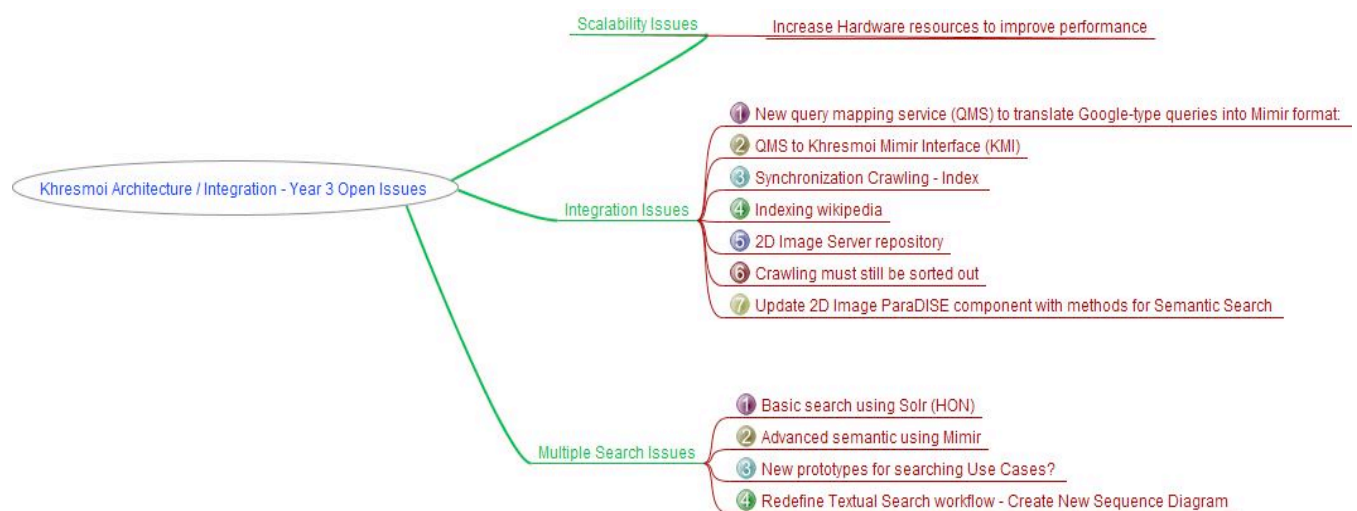 Khresmoi Architecture / Integration - Year 3 Open Issues
Scalability Issues
Increase Hardware resources to improve performance
Integration Issues
1 New query mapping service (QMS) to translate Google-type queries into Mimir format:
2 QMS to Khresmoi Mimir Interface (KMI)
3 Synchronization Crawling - Index
4 Indexing wikipedia
5 2D Image Server repository
6 Crawling must still be sorted out
7 Update 2D Image ParaDISE component with methods for Semantic Search
Multiple Search Issues
1 Basic search using Solr (HON)
2 Advanced semantic using Mimir
3 New prototypes for searching Use Cases?
4 Redefine Textual Search workflow - Create New Sequence Diagram